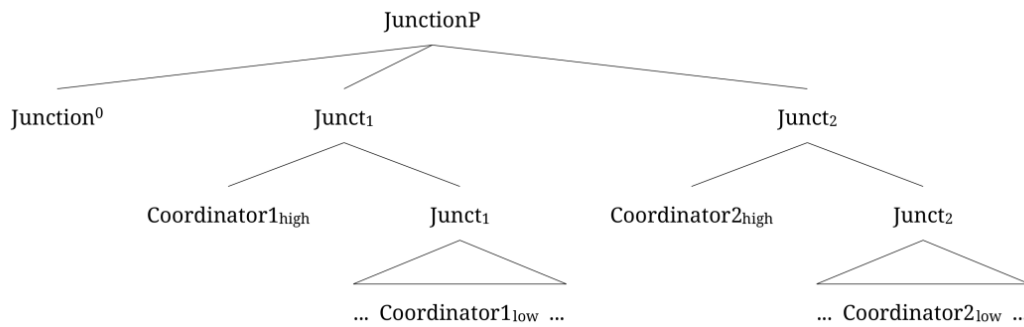 JunctionP
Junction⁰ Junct₁ Junct₂
Coordinator1high Junct₁ Coordinator2high Junct₂
... Coordinator1low ... ... Coordinator2low ...